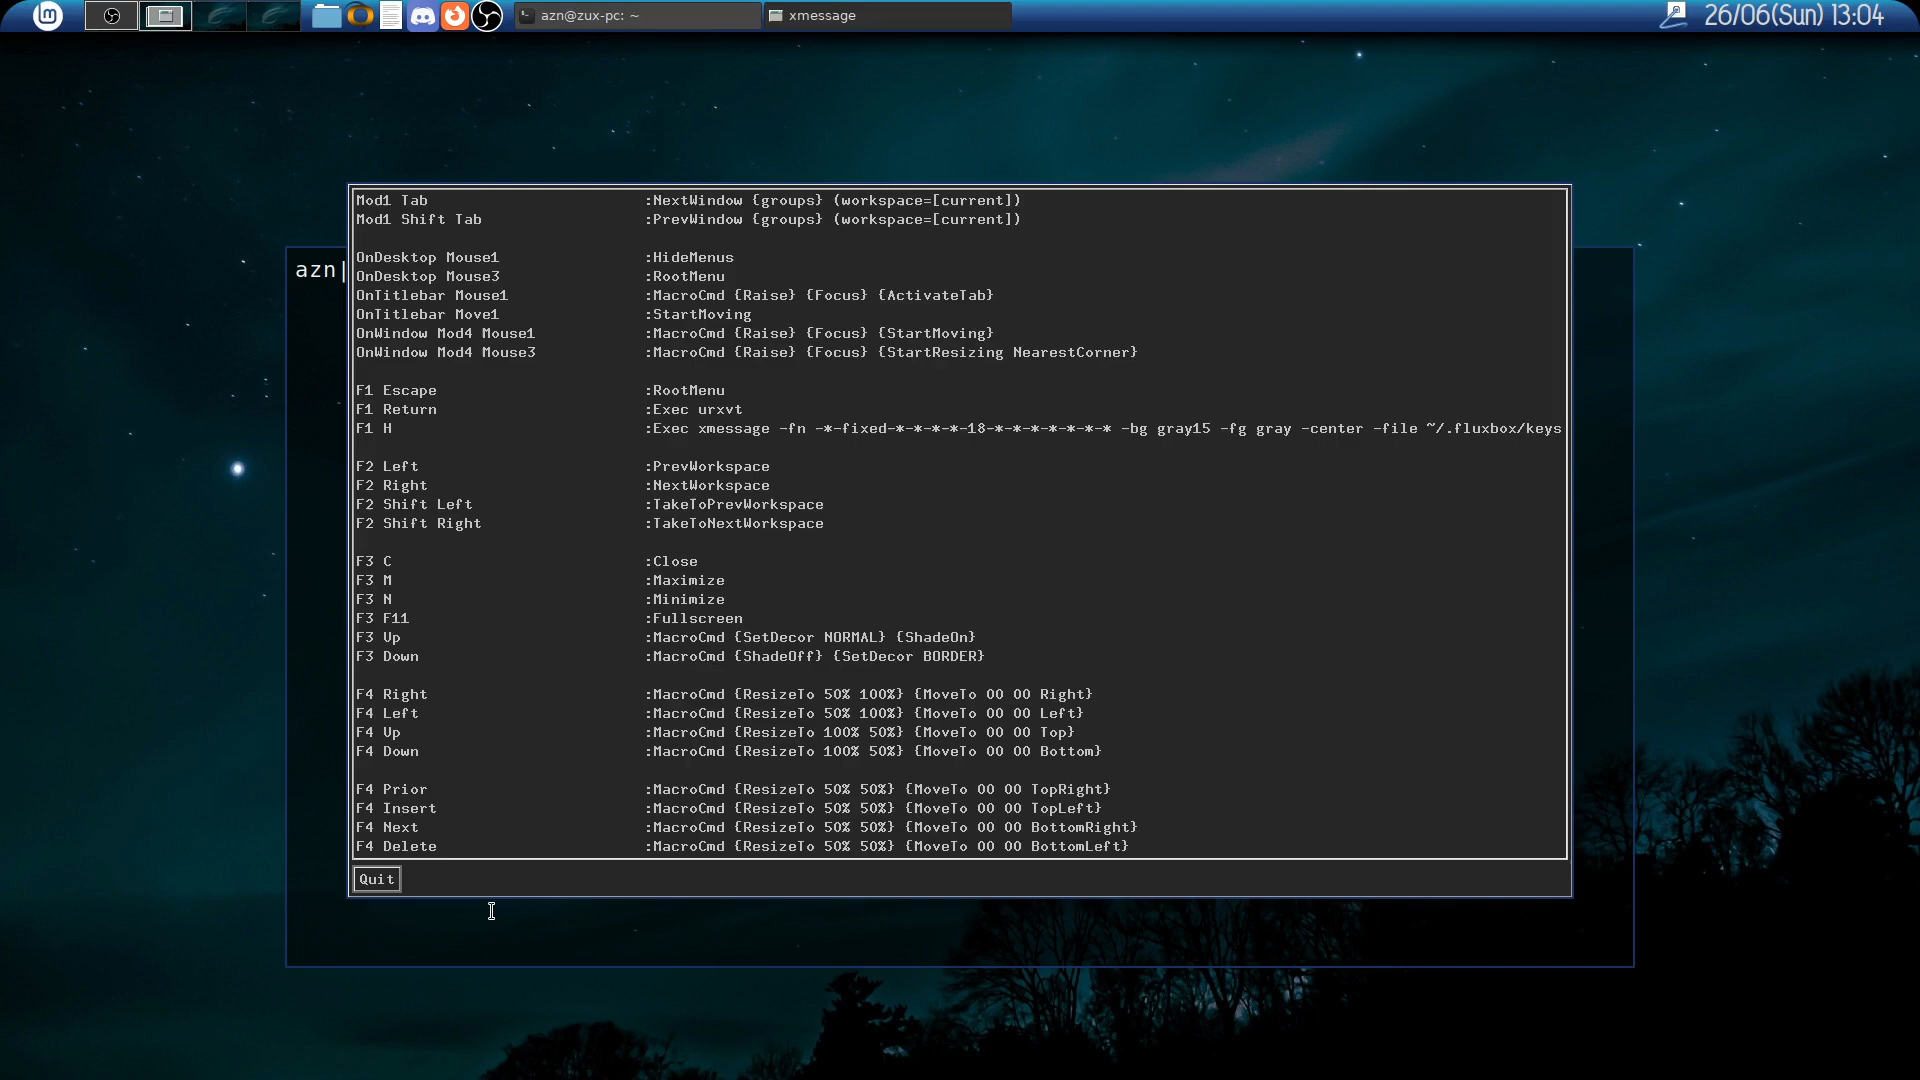 azn@zux-pc: ~
xmessage
26/06(Sun) 13:04
azn
Mod1 Tab :NextWindow {groups} (workspace=[current])
Mod1 Shift Tab :PrevWindow {groups} (workspace=[current])
OnDesktop Mouse1 :HideMenus
OnDesktop Mouse3 :RootMenu
OnTitlebar Mouse1 :MacroCmd {Raise} {Focus} {ActivateTab}
OnTitlebar Move1 :StartMoving
OnWindow Mod4 Mouse1 :MacroCmd {Raise} {Focus} {StartMoving}
OnWindow Mod4 Mouse3 :MacroCmd {Raise} {Focus} {StartResizing NearestCorner}
F1 Escape :RootMenu
F1 Return :Exec urxvt
F1 H :Exec xmessage -fn -*-fixed-*-*-*-*-18-*-*-*-*-*-*-* -bg gray15 -fg gray -center -file ~/.fluxbox/keys
F2 Left :PrevWorkspace
F2 Right :NextWorkspace
F2 Shift Left :TakeToPrevWorkspace
F2 Shift Right :TakeToNextWorkspace
F3 C :Close
F3 M :Maximize
F3 N :Minimize
F3 F11 :Fullscreen
F3 Up :MacroCmd {SetDecor NORMAL} {ShadeOn}
F3 Down :MacroCmd {ShadeOff} {SetDecor BORDER}
F4 Right :MacroCmd {ResizeTo 50% 100%} {MoveTo 00 00 Right}
F4 Left :MacroCmd {ResizeTo 50% 100%} {MoveTo 00 00 Left}
F4 Up :MacroCmd {ResizeTo 100% 50%} {MoveTo 00 00 Top}
F4 Down :MacroCmd {ResizeTo 100% 50%} {MoveTo 00 00 Bottom}
F4 Prior :MacroCmd {ResizeTo 50% 50%} {MoveTo 00 00 TopRight}
F4 Insert :MacroCmd {ResizeTo 50% 50%} {MoveTo 00 00 TopLeft}
F4 Next :MacroCmd {ResizeTo 50% 50%} {MoveTo 00 00 BottomRight}
F4 Delete :MacroCmd {ResizeTo 50% 50%} {MoveTo 00 00 BottomLeft}
Quit